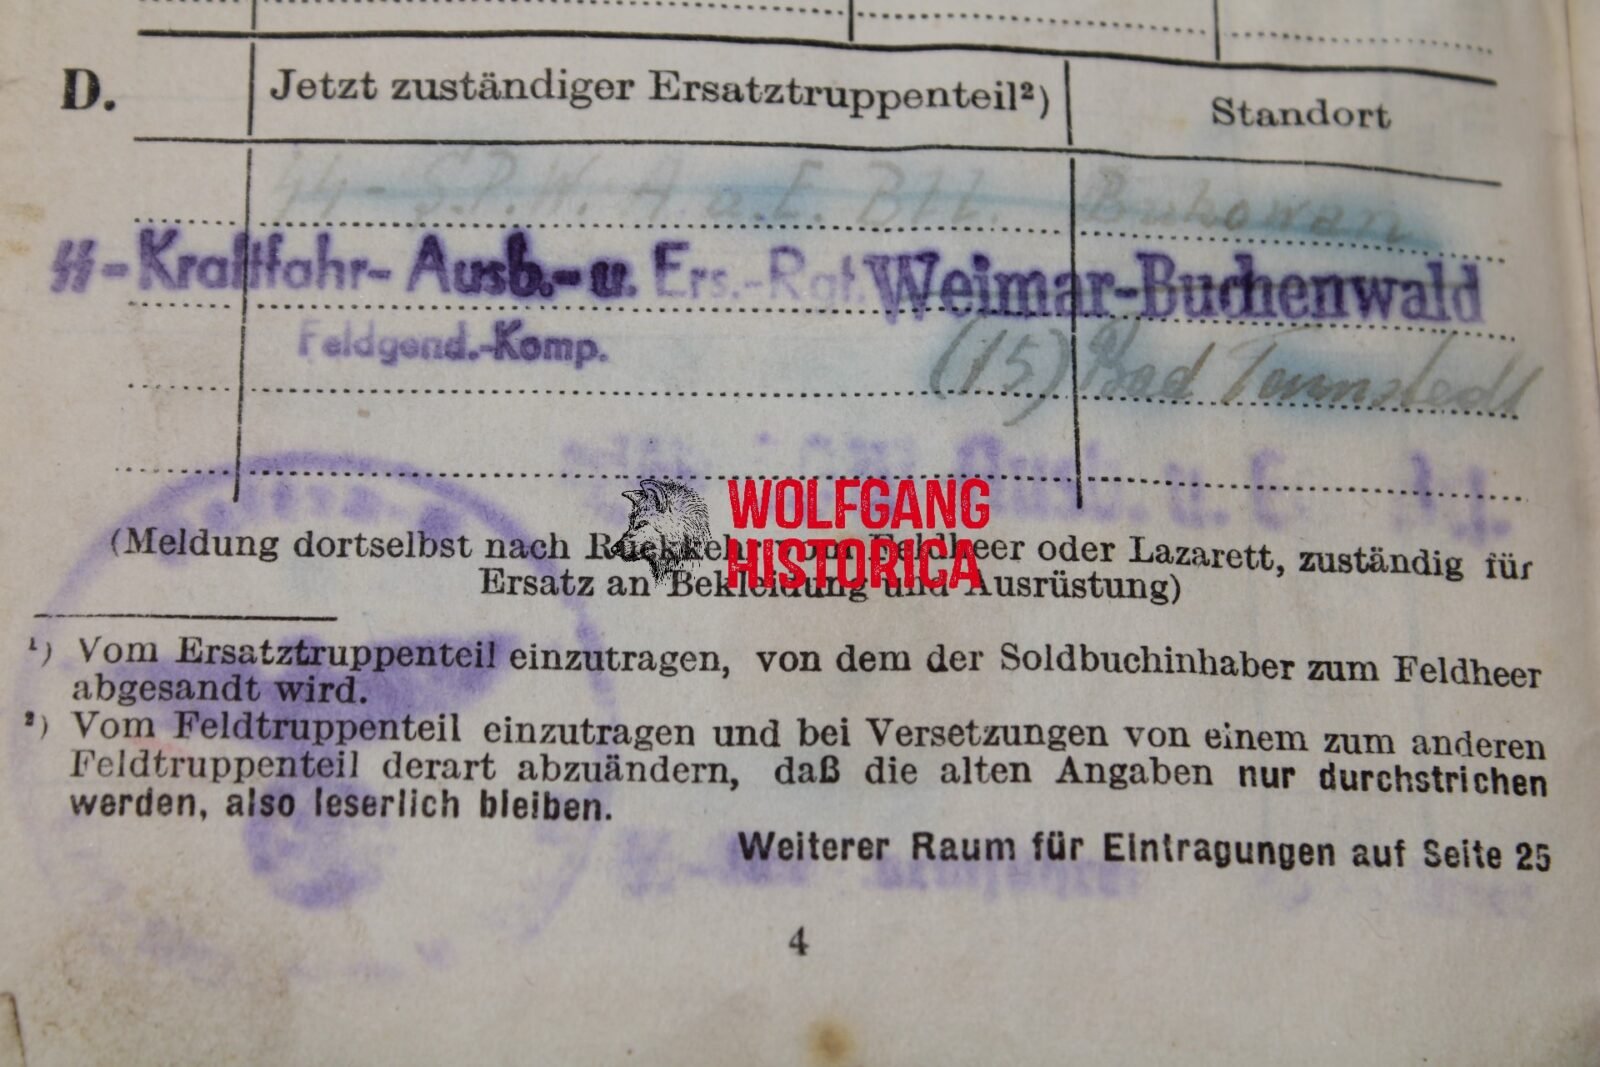 D. Jetzt zuständiger Ersatztruppenteil²) Standort
ᛋᛋ-S.P.W. A u. E. Btl. Bukowan
ᛋᛋ-Kraftfahr-Ausb.-u. Ers.-Rgt. Weimar-Buchenwald
Feldgend.-Komp.
(15) Bad Tennstedt
WOLFGANG
HISTORICA
(Meldung dortselbst nach Rückkehr vom Feldheer oder Lazarett, zuständig für
Ersatz an Bekleidung und Ausrüstung)
¹) Vom Ersatztruppenteil einzutragen, von dem der Soldbuchinhaber zum Feldheer
abgesandt wird.
²) Vom Feldtruppenteil einzutragen und bei Versetzungen von einem zum anderen
Feldtruppenteil derart abzuändern, daß die alten Angaben nur durchstrichen
werden, also leserlich bleiben.
Weiterer Raum für Eintragungen auf Seite 25
4